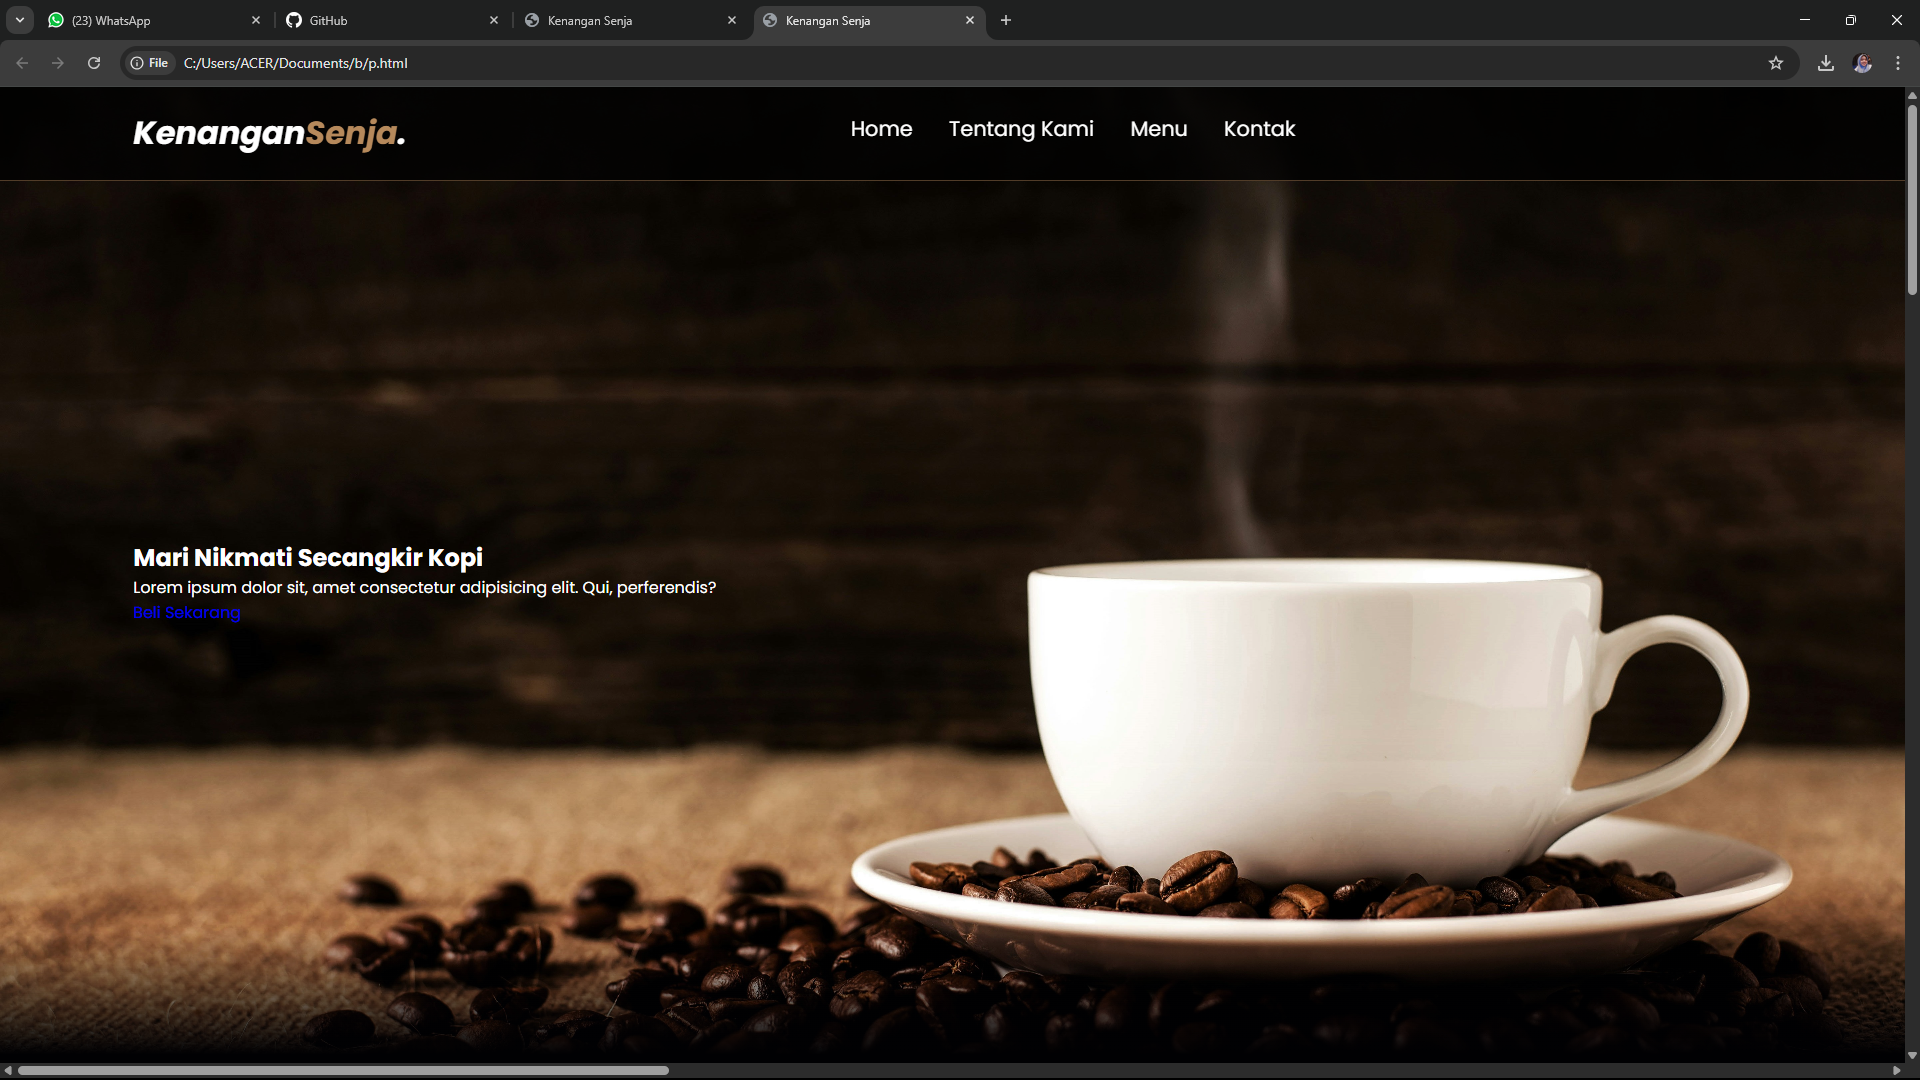 (23) WhatsApp
GitHub
Kenangan Senja
Kenangan Senja
File
C:/Users/ACER/Documents/b/p.html
KenanganSenja.
Home
Tentang Kami
Menu
Kontak
Mari Nikmati Secangkir Kopi
Lorem ipsum dolor sit, amet consectetur adipisicing elit. Qui, perferendis?
Beli Sekarang